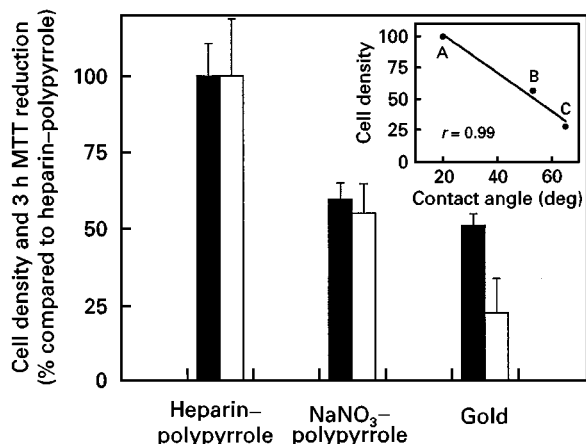 Cell density and 3 h MTT reduction
(% compared to heparin–polypyrrole)
100
75
50
25
0
Heparin–
polypyrrole
NaNO₃–
polypyrrole
Gold
Cell density
100
75
50
25
0
A
B
C
r = 0.99
20
40
60
Contact angle (deg)